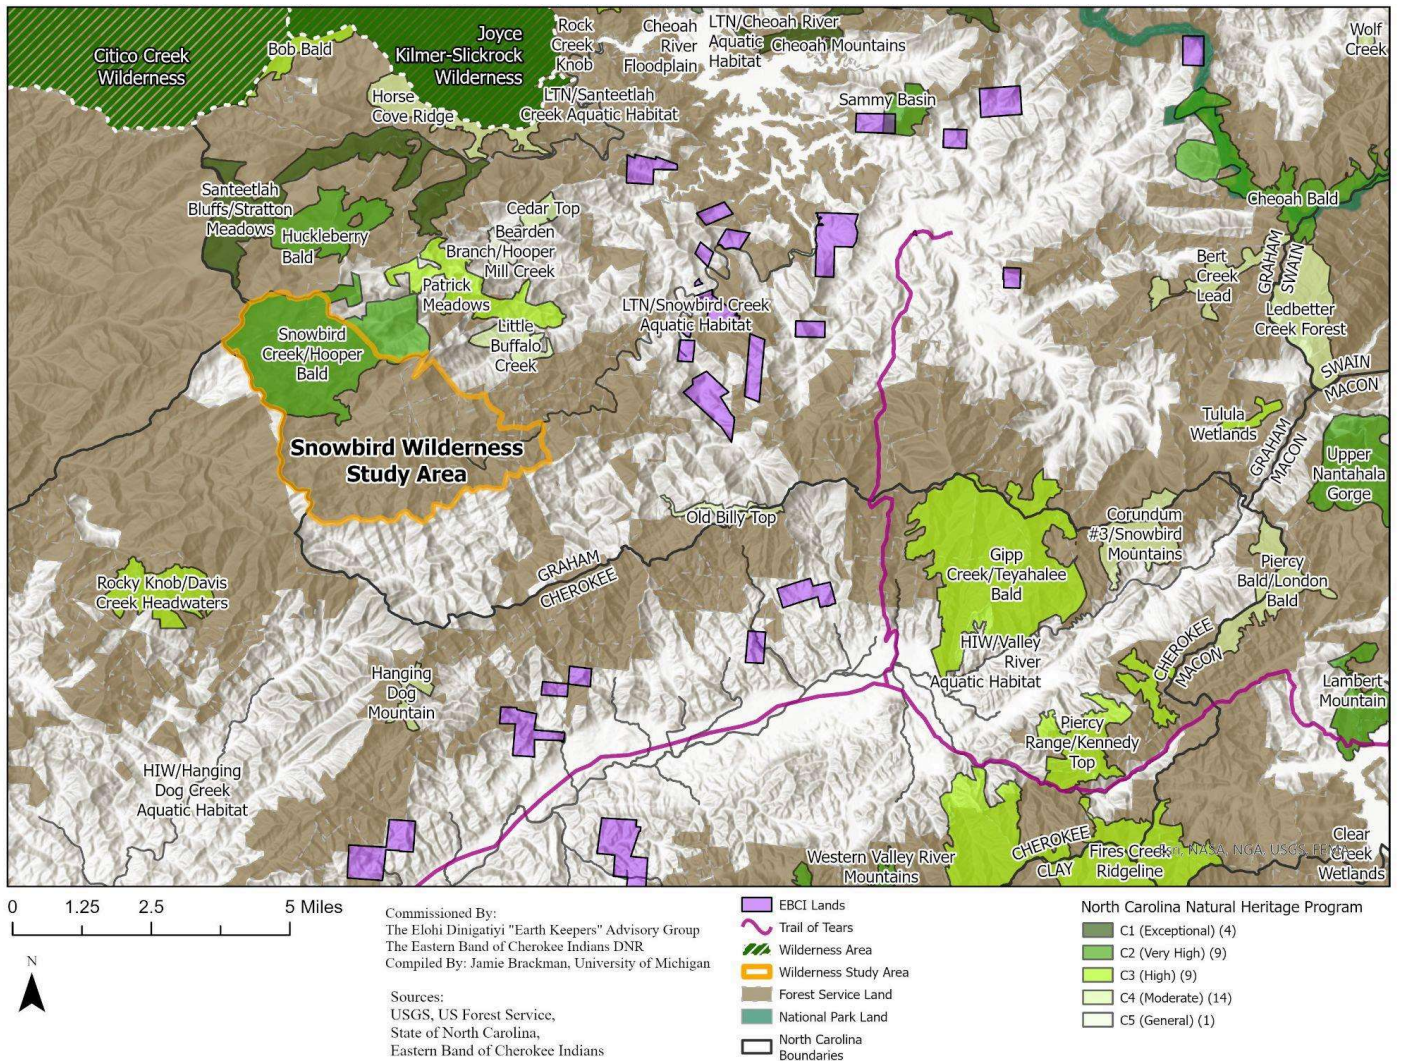 Citico Creek
Wilderness
Bob Bald
Joyce
Kilmer-Slickrock
Wilderness
Rock
Creek
Knob
Cheoah
River
Floodplain
LTN/Cheoah River
Aquatic
Habitat
Cheoah Mountains
Wolf
Creek
Horse
Cove Ridge
LTN/Santeetlah
Creek Aquatic Habitat
Sammy Basin
Santeetlah
Bluffs/Stratton
Meadows
Huckleberry
Bald
Cedar Top
Bearden
Branch/Hooper
Mill Creek
Patrick
Meadows
Cheoah Bald
GRAHAM
SWAIN
Bert
Creek
Lead
Ledbetter
Creek Forest
LTN/Snowbird Creek
Aquatic Habitat
Snowbird
Creek/Hooper
Bald
Little
Buffalo
Creek
SWAIN
MACON
Tulula
Wetlands
GRAHAM
MACON
Snowbird Wilderness
Study Area
Upper
Nantahala
Gorge
Old Billy Top
Corundum
#3/Snowbird
Mountains
Gipp
Creek/Teyahalee
Bald
Piercy
Bald/London
Bald
GRAHAM
CHEROKEE
Rocky Knob/Davis
Creek Headwaters
HIW/Valley
River
Aquatic Habitat
CHEROKEE
MACON
Hanging
Dog
Mountain
Lambert
Mountain
Piercy
Range/Kennedy
Top
HIW/Hanging
Dog Creek
Aquatic Habitat
CHEROKEE
CLAY
Western Valley River
Mountains
Fires Creek
Ridgeline
Clear
Creek
Wetlands
Esri, NASA, NGA, USGS, FEMA
0 1.25 2.5 5 Miles
N
Commissioned By:
The Elohi Dinigatiyi "Earth Keepers" Advisory Group
The Eastern Band of Cherokee Indians DNR
Compiled By: Jamie Brackman, University of Michigan
Sources:
USGS, US Forest Service,
State of North Carolina,
Eastern Band of Cherokee Indians
EBCI Lands
Trail of Tears
Wilderness Area
Wilderness Study Area
Forest Service Land
National Park Land
North Carolina
Boundaries
North Carolina Natural Heritage Program
C1 (Exceptional) (4)
C2 (Very High) (9)
C3 (High) (9)
C4 (Moderate) (14)
C5 (General) (1)